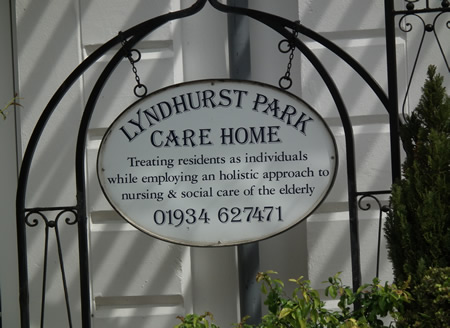 LYNDHURST PARK
CARE HOME
Treating residents as individuals
while employing an holistic approach to
nursing & social care of the elderly
01934 627471